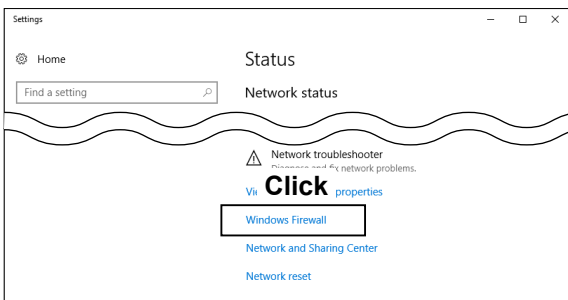 Settings
Home
Status
Find a setting
Network status
Network troubleshooter
and fix network problems.
Click
properties
Windows Firewall
Network and Sharing Center
Network reset